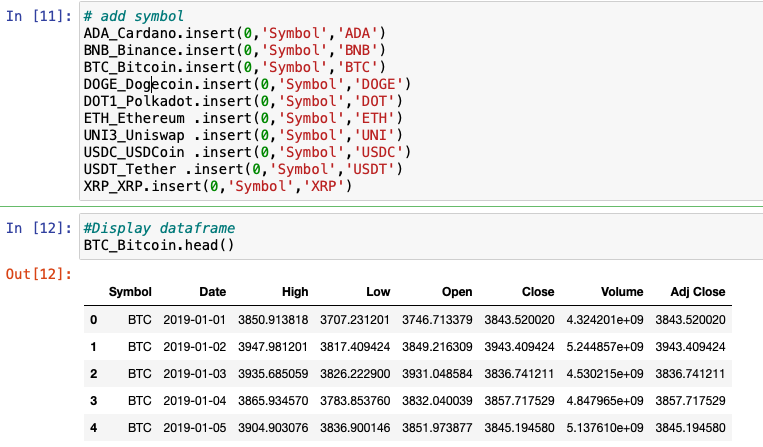 In [11]: # add symbol
ADA_Cardano.insert(0,'Symbol','ADA')
BNB_Binance.insert(0,'Symbol','BNB')
BTC_Bitcoin.insert(0,'Symbol','BTC')
DOGE_Dogecoin.insert(0,'Symbol','DOGE')
DOT1_Polkadot.insert(0,'Symbol','DOT')
ETH_Ethereum .insert(0,'Symbol','ETH')
UNI3_Uniswap .insert(0,'Symbol','UNI')
USDC_USDCoin .insert(0,'Symbol','USDC')
USDT_Tether .insert(0,'Symbol','USDT')
XRP_XRP.insert(0,'Symbol','XRP')
In [12]: #Display dataframe
BTC_Bitcoin.head()
Out[12]:
Symbol Date High Low Open Close Volume Adj Close
0 BTC 2019-01-01 3850.913818 3707.231201 3746.713379 3843.520020 4.324201e+09 3843.520020
1 BTC 2019-01-02 3947.981201 3817.409424 3849.216309 3943.409424 5.244857e+09 3943.409424
2 BTC 2019-01-03 3935.685059 3826.222900 3931.048584 3836.741211 4.530215e+09 3836.741211
3 BTC 2019-01-04 3865.934570 3783.853760 3832.040039 3857.717529 4.847965e+09 3857.717529
4 BTC 2019-01-05 3904.903076 3836.900146 3851.973877 3845.194580 5.137610e+09 3845.194580